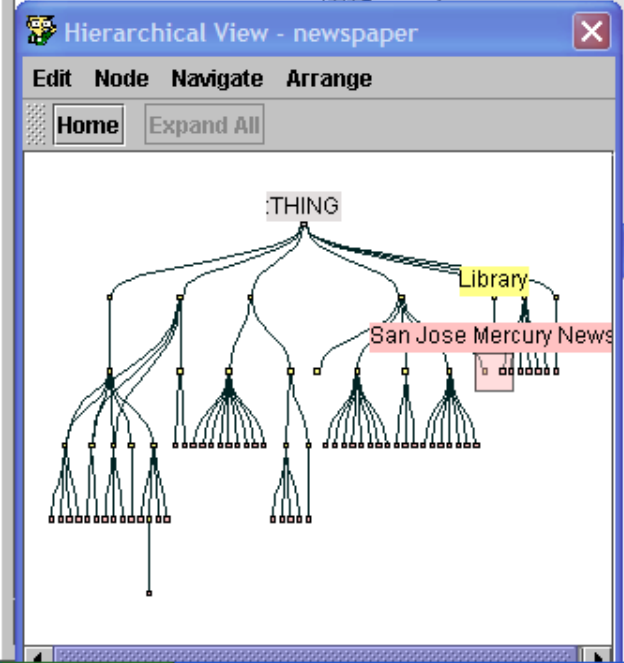 Hierarchical View - newspaper
Edit Node Navigate Arrange
Home Expand All
:THING
Library
San Jose Mercury News